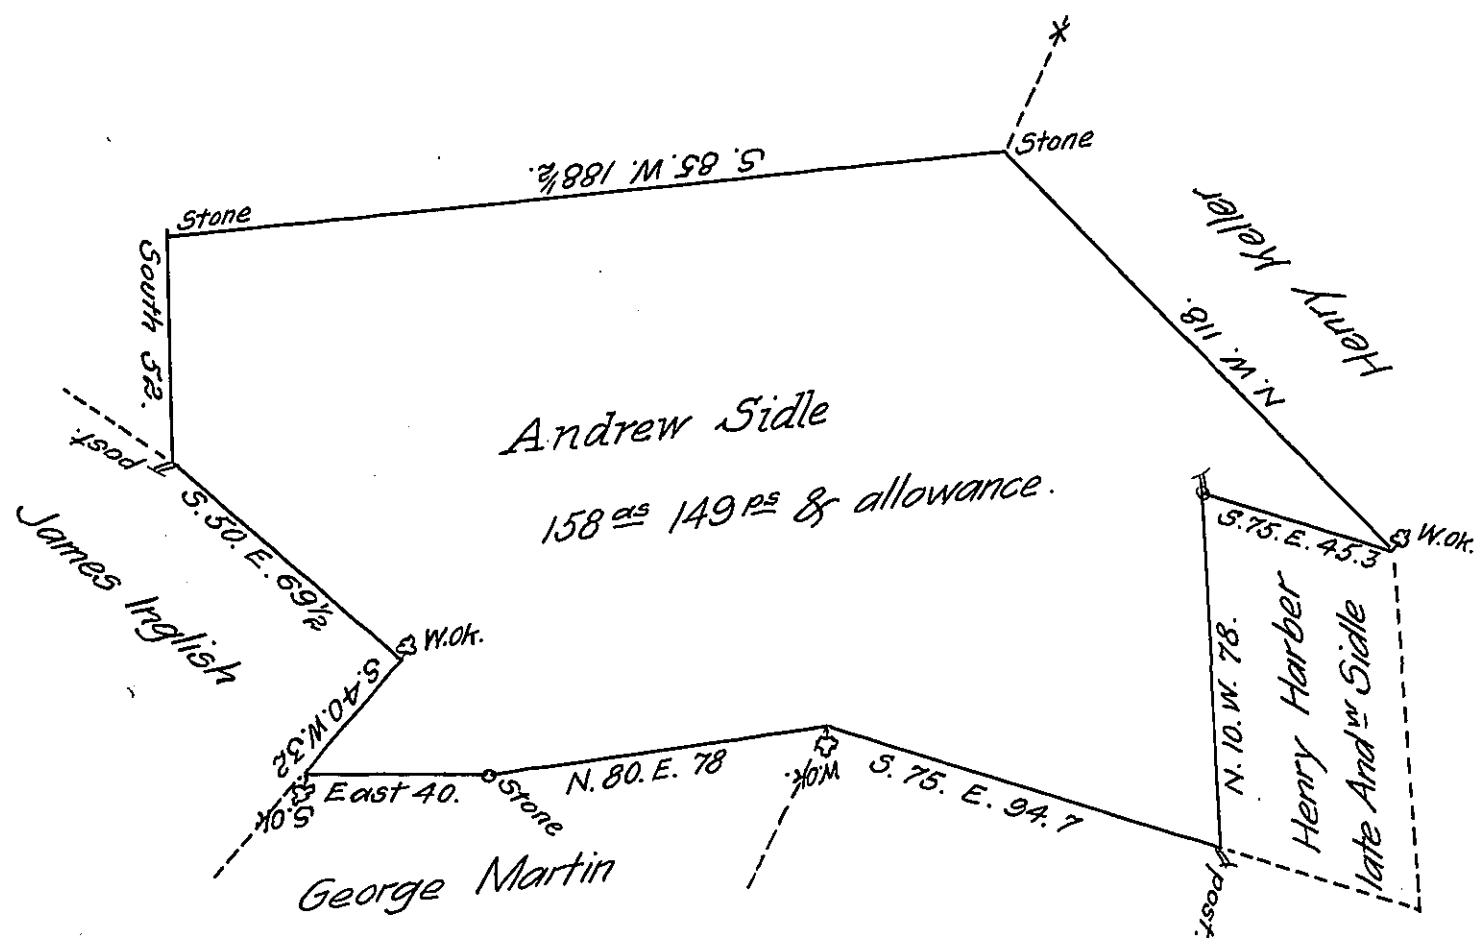 Stone
S. 85. W. 188½.
Stone
Henry Keller
N. W. 118.
South 52.
post.
James Inglish
S. 50. E. 69½
W.ok.
S. 40. W. 32
S.ok
East 40.
Stone
N. 80. E. 78
W.ok.
George Martin
S. 75. E. 94.7
post.
N. 10. W. 78.
S. 75. E. 45.3
W.ok.
Henry Harber
late Andw Sidle
Andrew Sidle
158 as 149 ps & allowance.